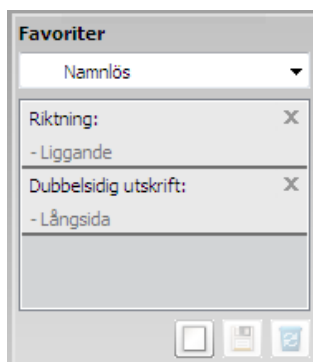 Favoriter
Namnlös
Riktning:
- Liggande
Dubbelsidig utskrift:
- Långsida